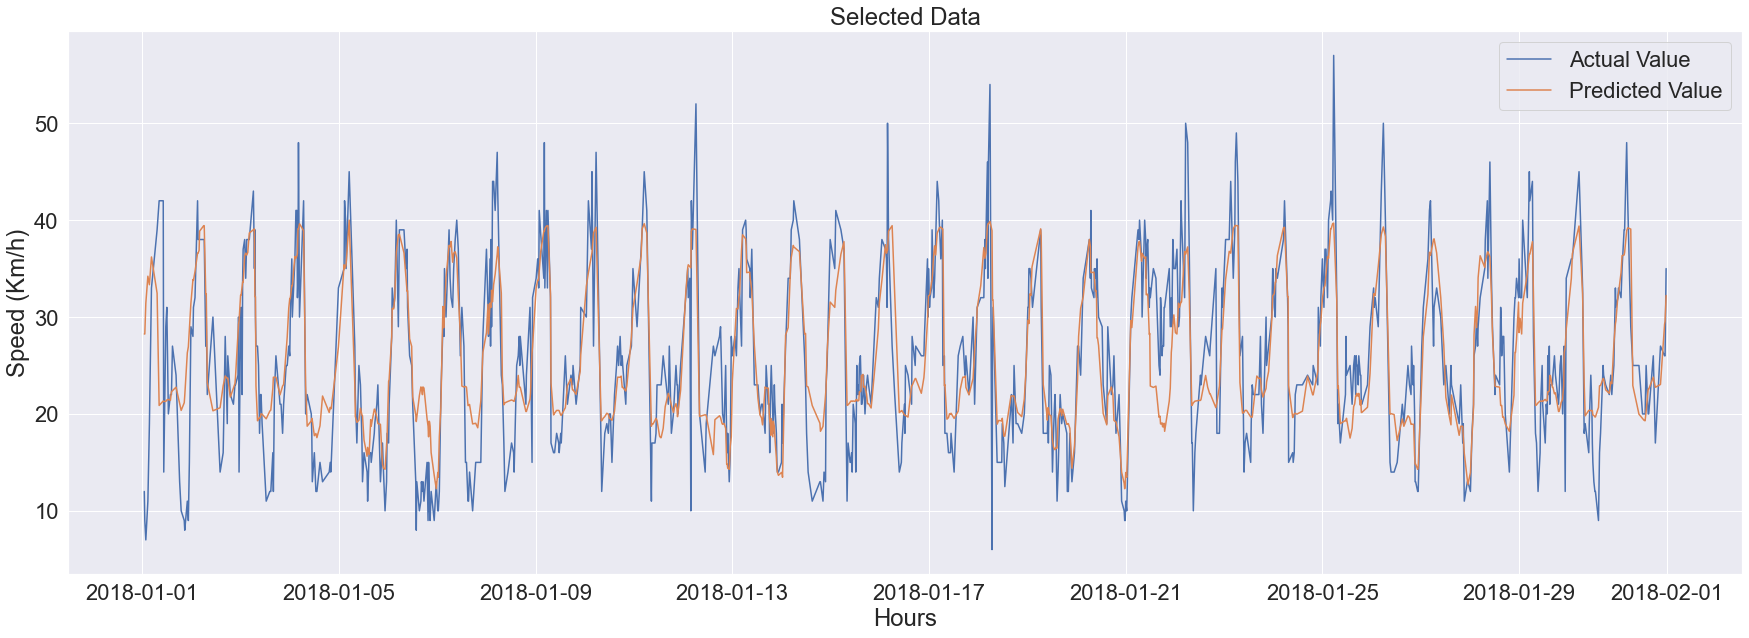 Selected Data
Actual Value
Predicted Value
Speed (Km/h)
50
40
30
20
10
2018-01-01
2018-01-05
2018-01-09
2018-01-13
2018-01-17
2018-01-21
2018-01-25
2018-01-29
2018-02-01
Hours